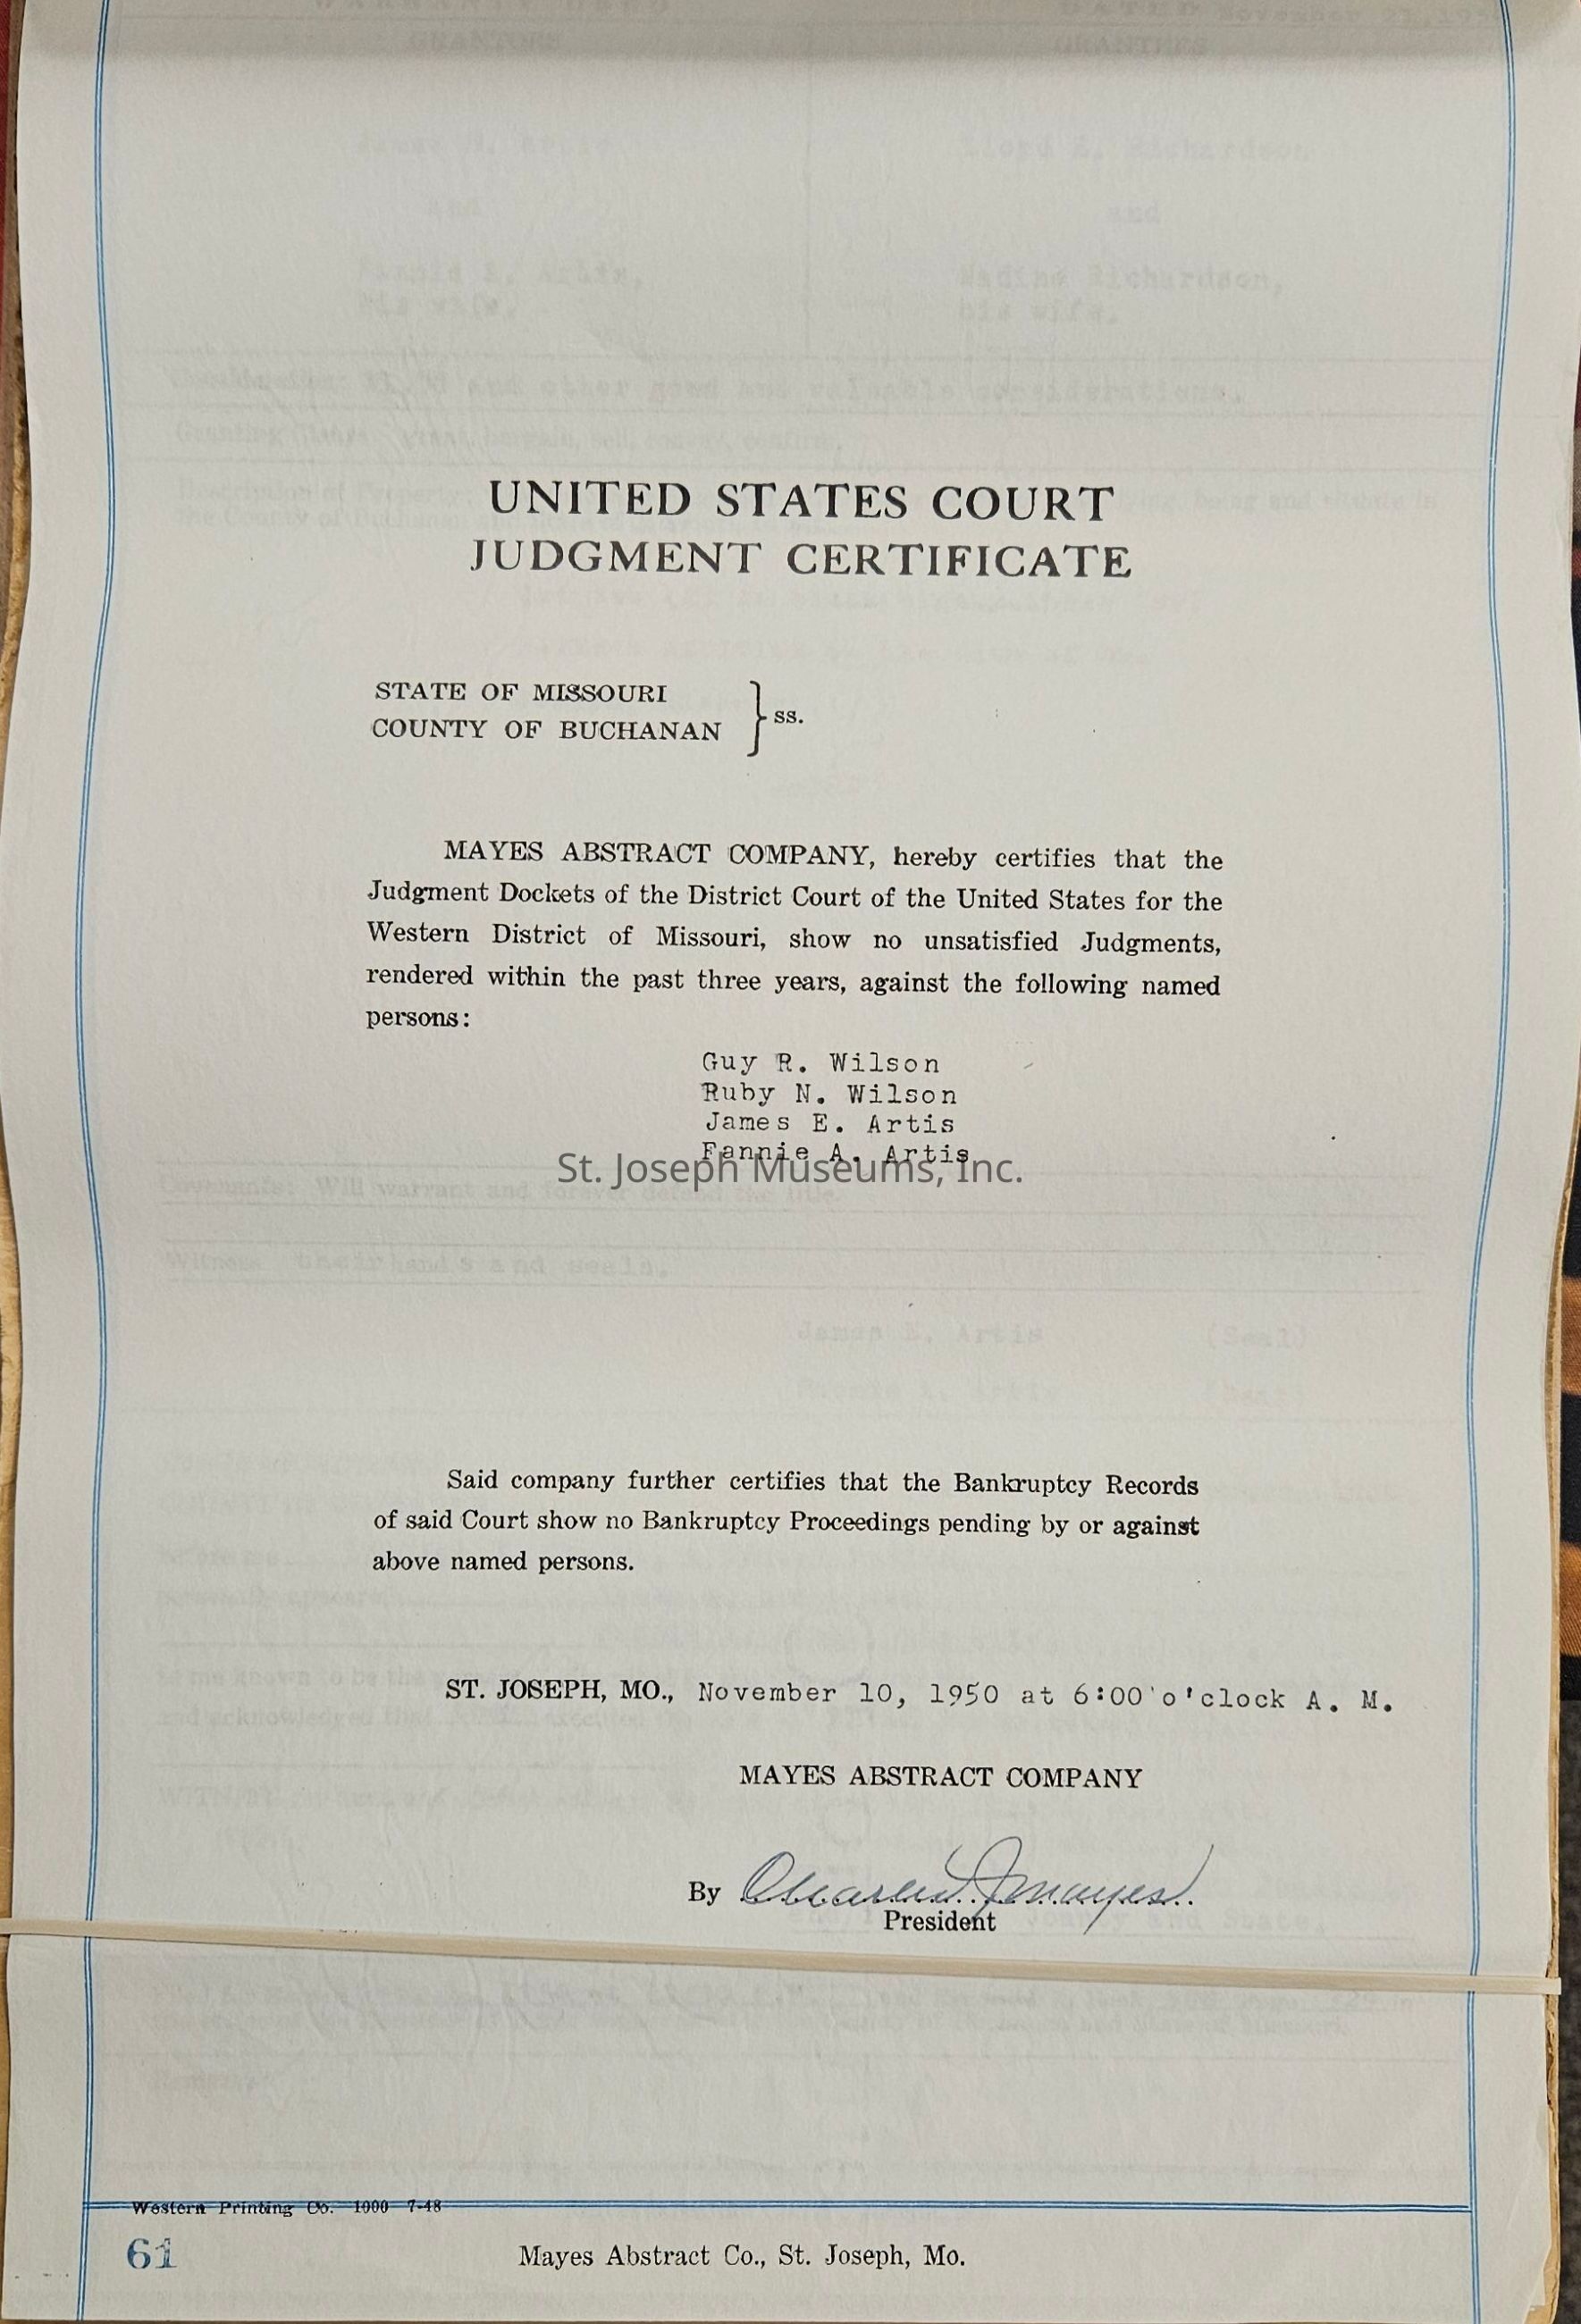 UNITED STATES COURT
JUDGMENT CERTIFICATE
STATE OF MISSOURI
COUNTY OF BUCHANAN } ss.
MAYES ABSTRACT COMPANY, hereby certifies that the
Judgment Dockets of the District Court of the United States for the
Western District of Missouri, show no unsatisfied Judgments,
rendered within the past three years, against the following named
persons:
Guy R. Wilson
Ruby N. Wilson
James E. Artis
Fannie A. Artis
St. Joseph Museums, Inc.
Said company further certifies that the Bankruptcy Records
of said Court show no Bankruptcy Proceedings pending by or against
above named persons.
ST. JOSEPH, MO., November 10, 1950 at 6:00 o'clock A. M.
MAYES ABSTRACT COMPANY
By Charles J. Mayes
President
Western Printing Co. 1000 7-48
61
Mayes Abstract Co., St. Joseph, Mo.